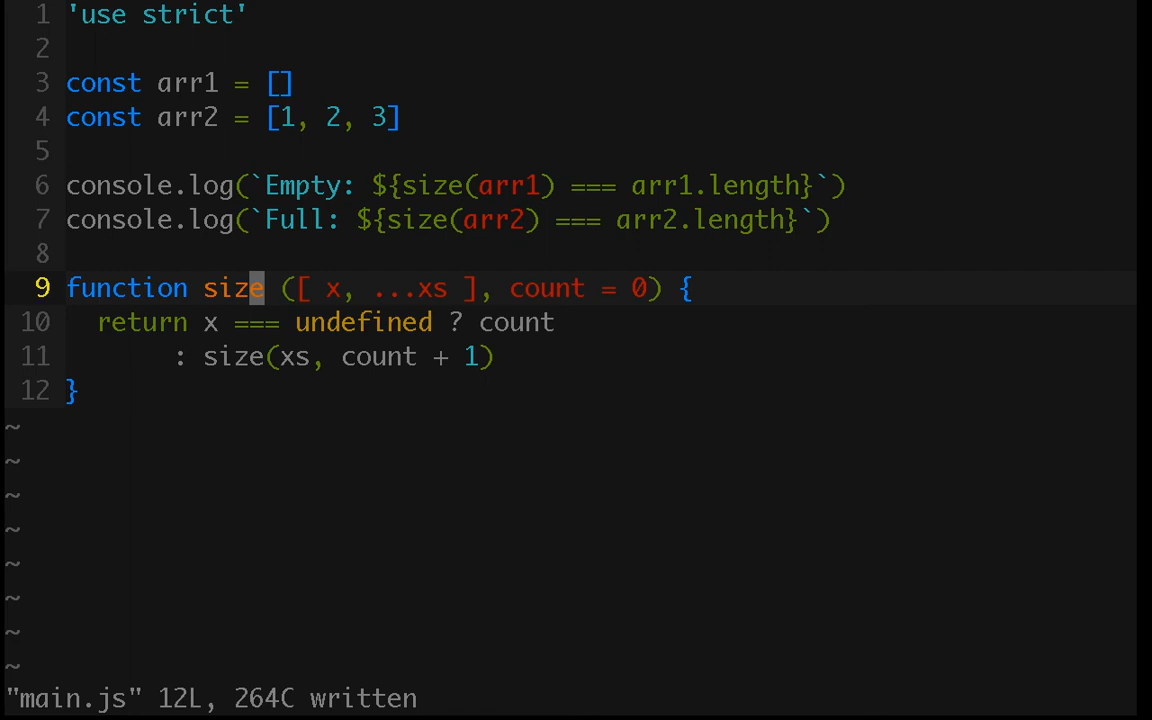 1 'use strict'
2
3 const arr1 = []
4 const arr2 = [1, 2, 3]
5
6 console.log(`Empty: ${size(arr1) === arr1.length}`)
7 console.log(`Full: ${size(arr2) === arr2.length}`)
8
9 function size ([ x, ...xs ], count = 0) {
10   return x === undefined ? count
11        : size(xs, count + 1)
12 }
~
~
~
~
~
~
~
~
"main.js" 12L, 264C written